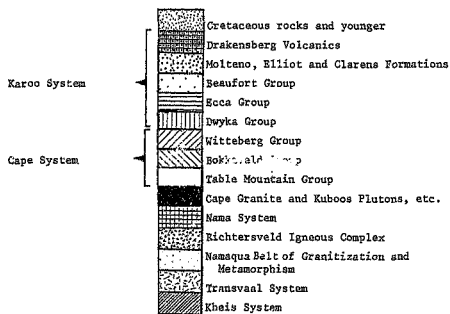 Cretaceous rocks and younger
Drakensberg Volcanics
Molteno, Elliot and Clarens Formations
Karoo System
Beaufort Group
Ecca Group
Dwyka Group
Witteberg Group
Cape System
Table Mountain Group
Cape Granite and Kuboos Plutons, etc.
Nama System
Richtersveld Igneous Complex
Namaqua Belt of Granitization and
Metamorphism
Transvaal System
Kheis System